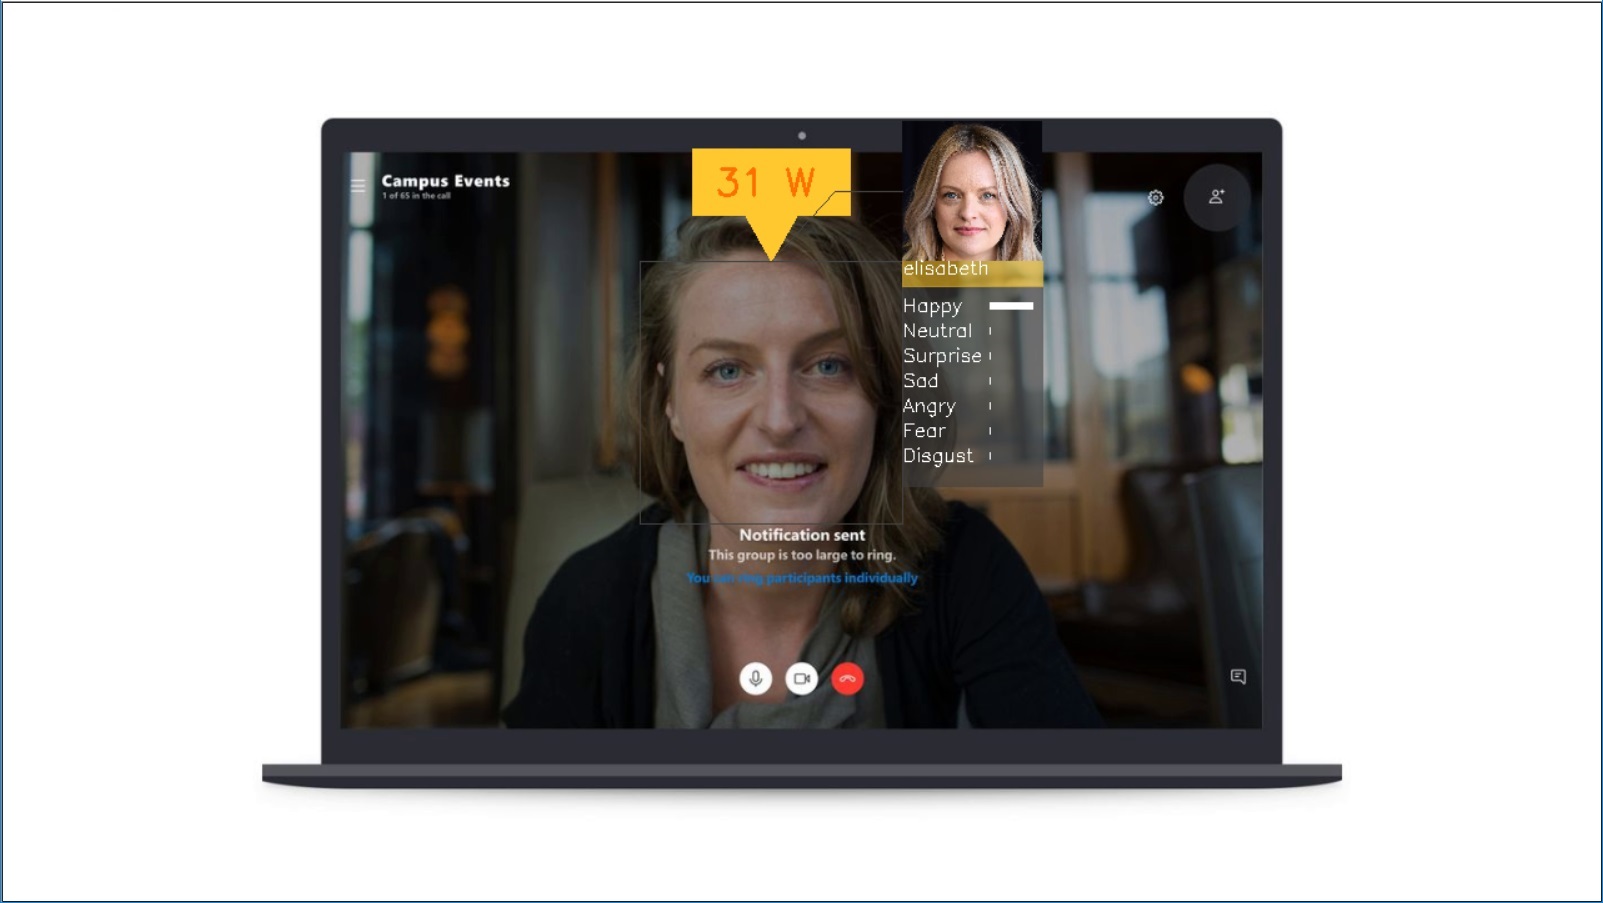 Campus Events
1 of 65 in the call
31 W
elisabeth
Happy
Neutral
Surprise
Sad
Angry
Fear
Disgust
Notification sent
This group is too large to ring.
You can ring participants individually